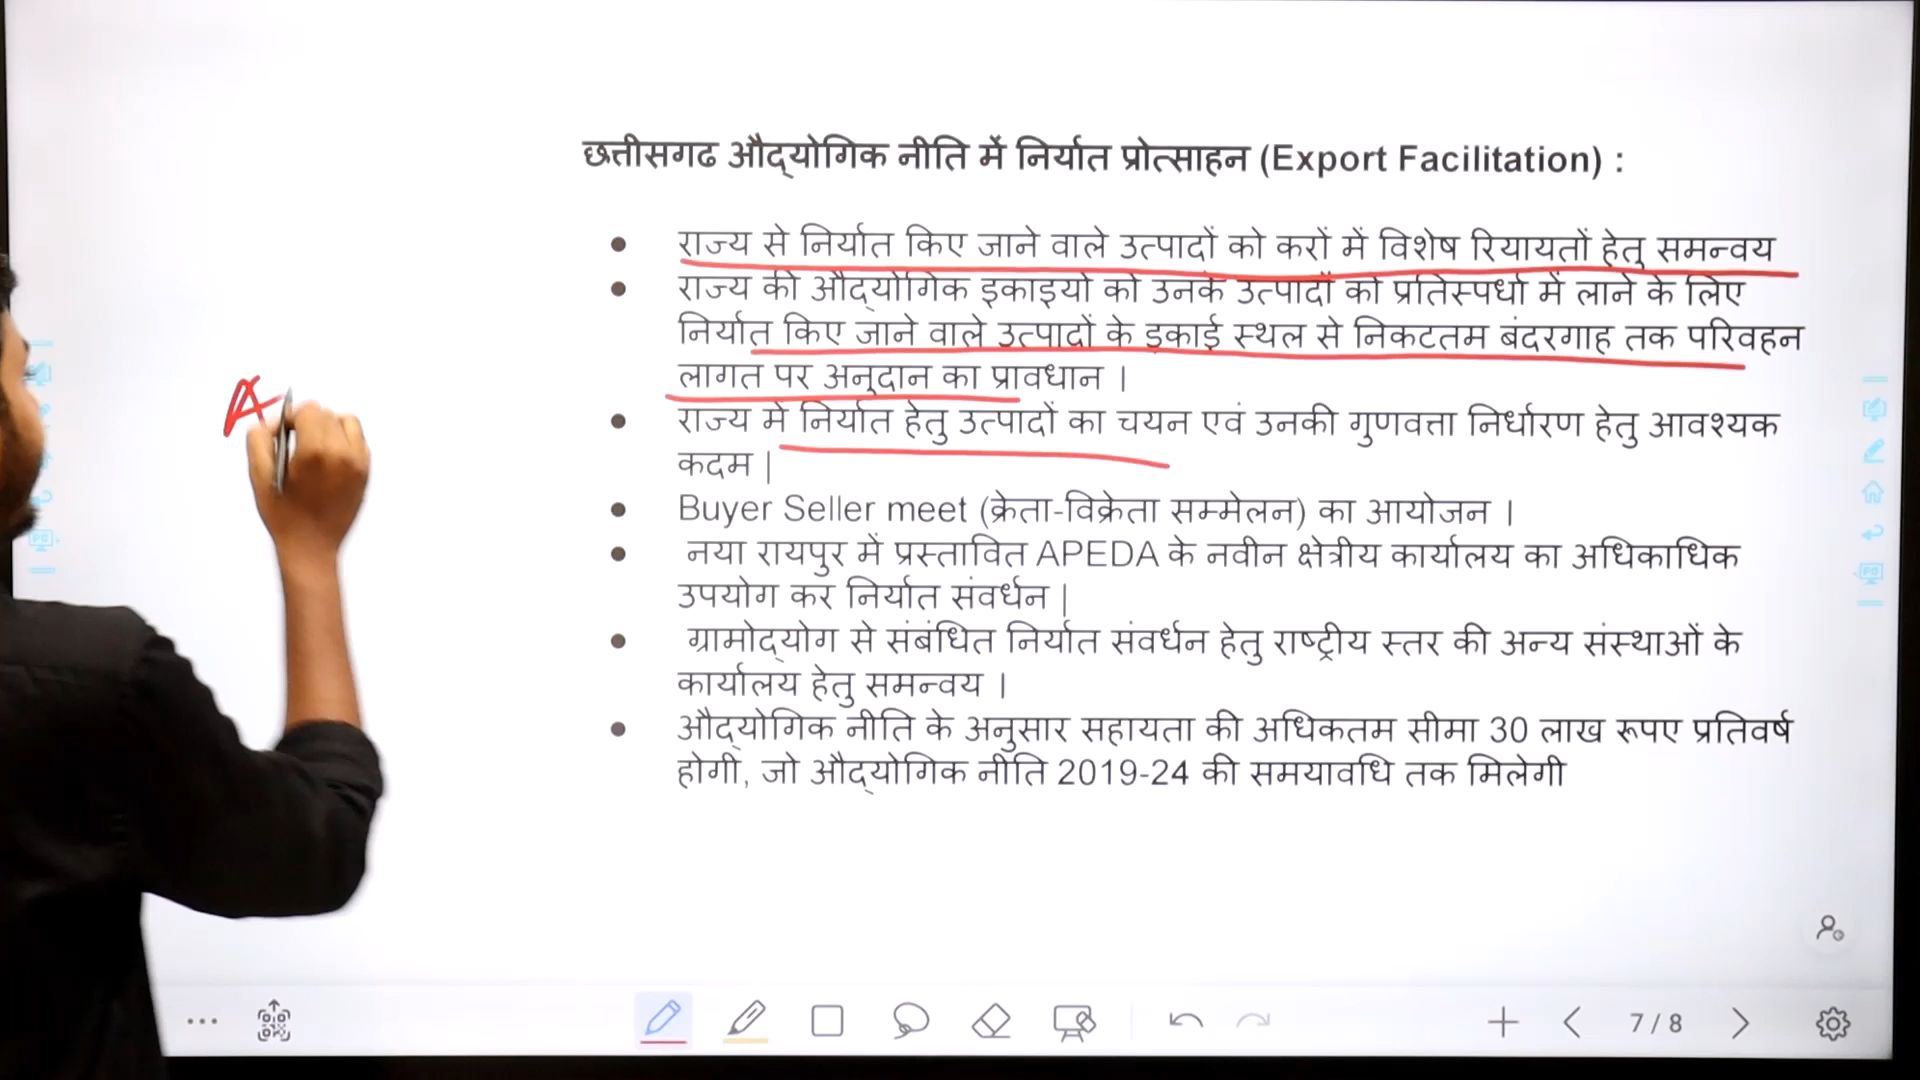 छत्तीसगढ औद्योगिक नीति में निर्यात प्रोत्साहन (Export Facilitation) :
● राज्य से निर्यात किए जाने वाले उत्पादों को करों में विशेष रियायतों हेतु समन्वय
● राज्य की औद्योगिक इकाइयों को उनके उत्पादों को प्रतिस्पर्धा में लाने के लिए
निर्यात किए जाने वाले उत्पादों के इकाई स्थल से निकटतम बंदरगाह तक परिवहन
लागत पर अनुदान का प्रावधान ।
● राज्य में निर्यात हेतु उत्पादों का चयन एवं उनकी गुणवत्ता निर्धारण हेतु आवश्यक
कदम |
● Buyer Seller meet (क्रेता-विक्रेता सम्मेलन) का आयोजन ।
● नया रायपुर में प्रस्तावित APEDA के नवीन क्षेत्रीय कार्यालय का अधिकाधिक
उपयोग कर निर्यात संवर्धन |
● ग्रामोद्योग से संबंधित निर्यात संवर्धन हेतु राष्ट्रीय स्तर की अन्य संस्थाओं के
कार्यालय हेतु समन्वय ।
● औद्योगिक नीति के अनुसार सहायता की अधिकतम सीमा 30 लाख रूपए प्रतिवर्ष
होगी, जो औद्योगिक नीति 2019-24 की समयावधि तक मिलेगी
A
7 / 8